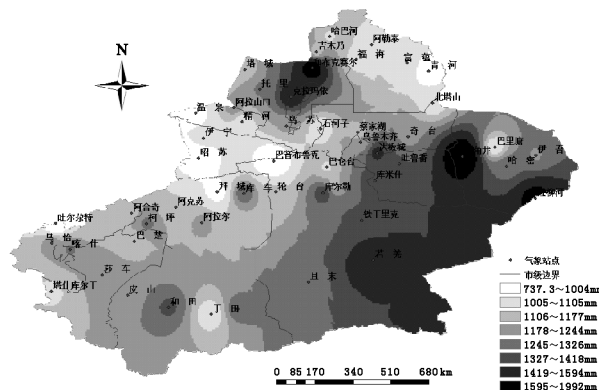 哈巴河
阿勒泰
吉木乃
福海
富蕴
青河
塔城
和布克赛尔
托里
克拉玛依
北塔山
N
阿拉山口
温泉
精河
乌苏
石河子
蔡家湖
奇台
伊宁
乌鲁木齐
巴里坤
伊吾
昭苏
达坂城
巴音布鲁克
吐鲁番
哈密
巴仑台
库米什
拜城
库车
轮台
库尔勒
红柳河
阿合奇
阿克苏
铁干里克
吐尔尕特
柯坪
阿拉尔
乌恰
喀什
巴楚
若羌
莎车
且末
塔什库尔干
皮山
和田
气象站点
市级边界
737.3~1004mm
1005~1105mm
1106~1177mm
1178~1244mm
1245~1326mm
1327~1418mm
1419~1594mm
1595~1992mm
0 85 170 340 510 680 km